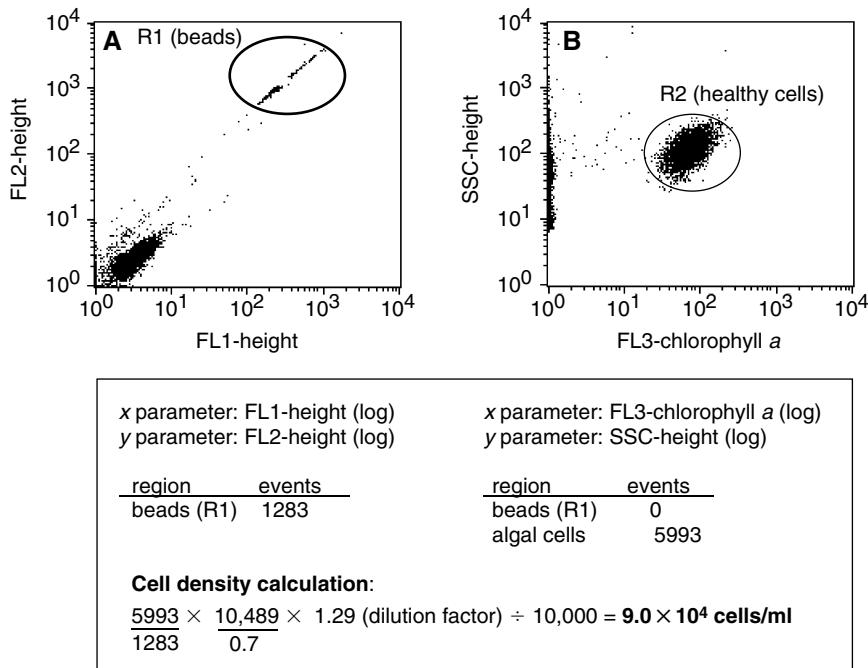 A
R1 (beads)
10⁴
10³
10²
10¹
10⁰
FL2-height
10⁰ 10¹ 10² 10³ 10⁴
FL1-height
B
R2 (healthy cells)
10⁴
10³
10²
10¹
10⁰
SSC-height
10⁰ 10¹ 10² 10³ 10⁴
FL3-chlorophyll a
x parameter: FL1-height (log)
y parameter: FL2-height (log)
region events
beads (R1) 1283
x parameter: FL3-chlorophyll a (log)
y parameter: SSC-height (log)
region events
beads (R1) 0
algal cells 5993
Cell density calculation:
5993 × 10,489 × 1.29 (dilution factor) ÷ 10,000 = 9.0 × 10⁴ cells/ml
1283 0.7